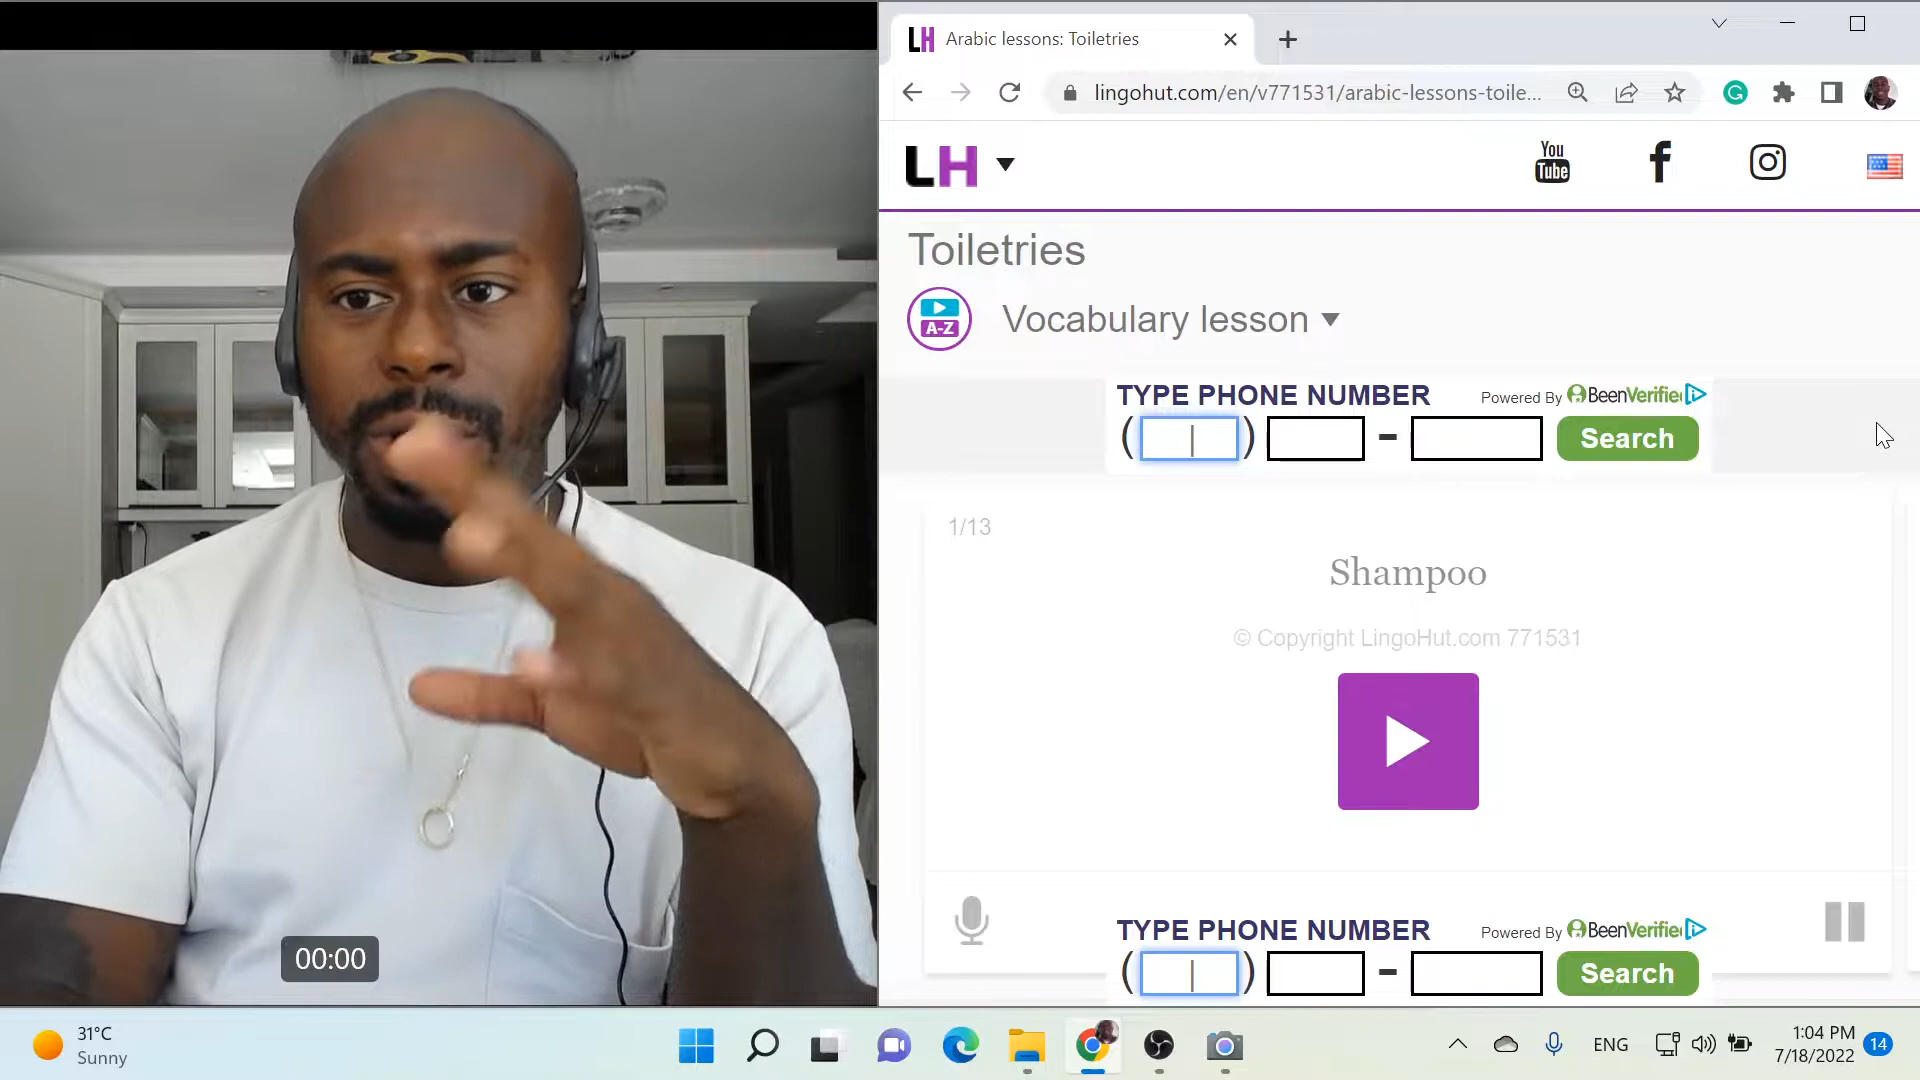 Arabic lessons: Toiletries
lingohut.com/en/v771531/arabic-lessons-toile...
LH
You
Tube
Toiletries
A-Z
Vocabulary lesson
TYPE PHONE NUMBER
Powered By BeenVerified
( ) - Search
1/13
Shampoo
© Copyright LingoHut.com 771531
TYPE PHONE NUMBER
Powered By BeenVerified
( ) - Search
00:00
31°C
Sunny
ENG
1:04 PM
7/18/2022
14